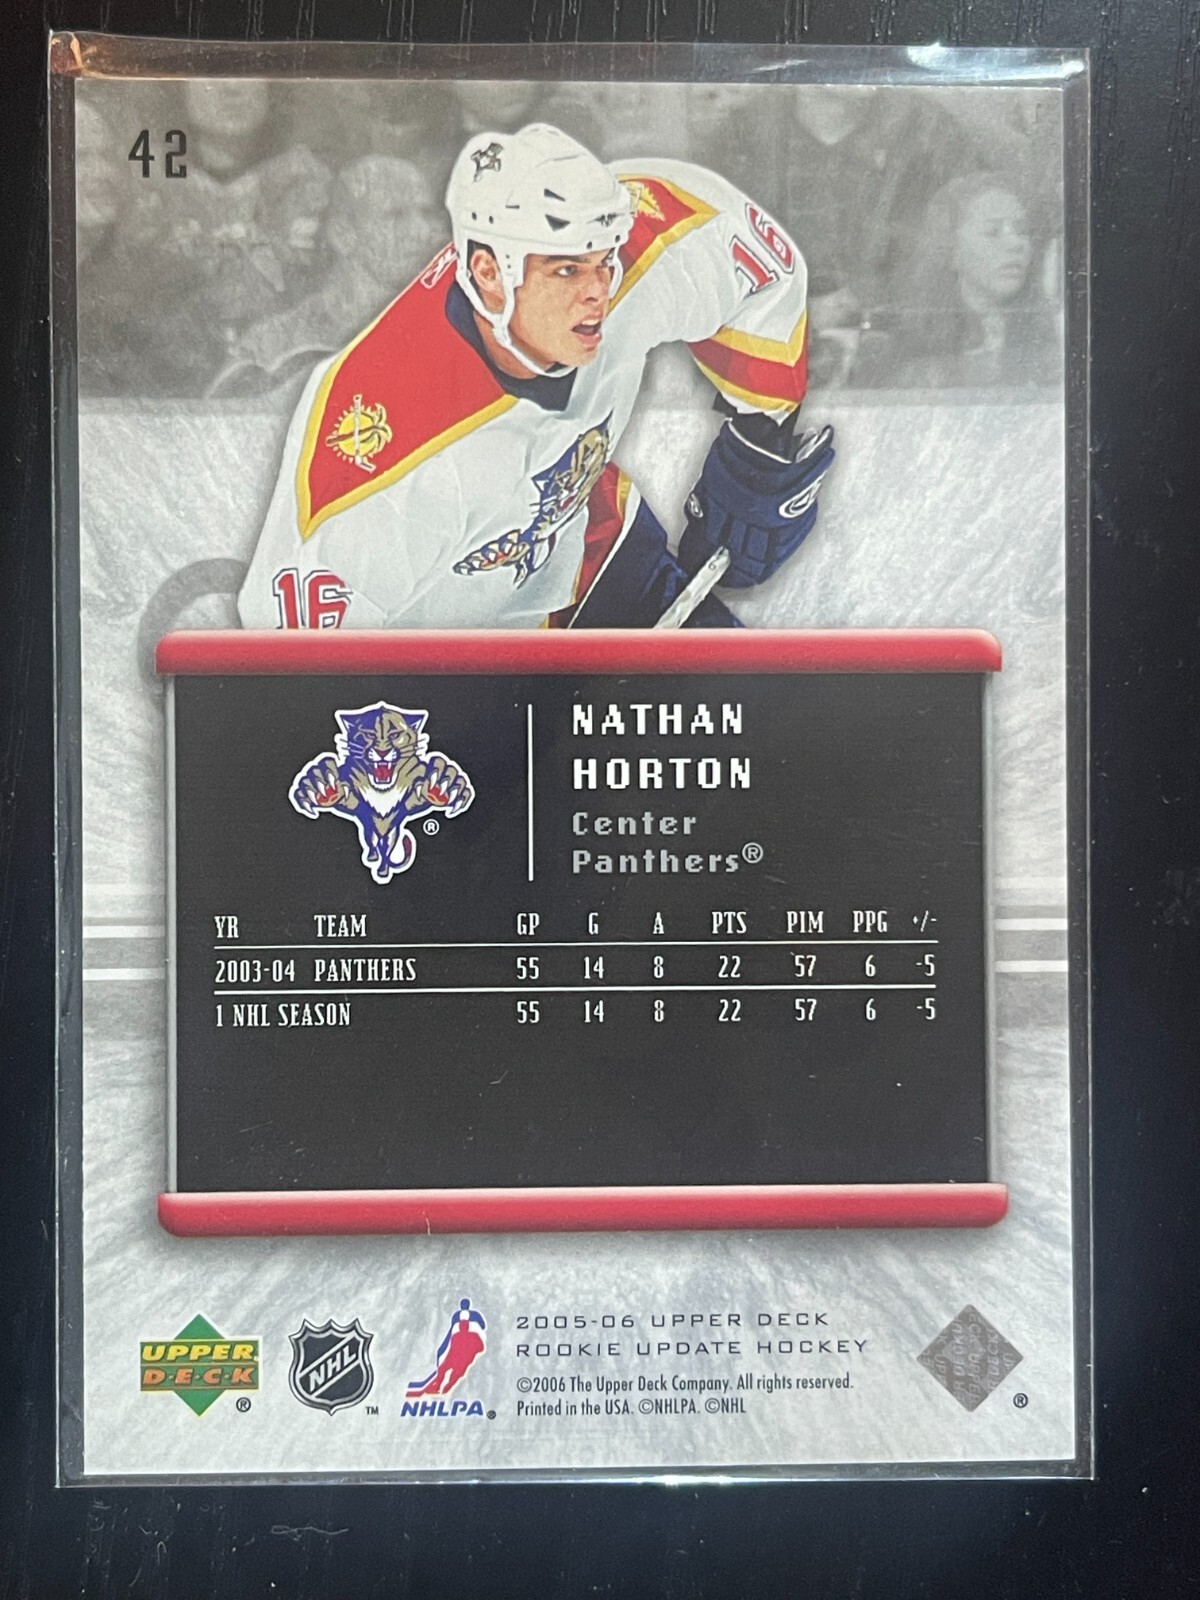 42
16
16
NATHAN
HORTON
Center
Panthers®
®
YR TEAM GP G A PTS PIM PPG +/-
2003-04 PANTHERS 55 14 8 22 57 6 -5
1 NHL SEASON 55 14 8 22 57 6 -5
UPPER
D·E·C·K
®
NHL
™
NHLPA®
2005-06 UPPER DECK
ROOKIE UPDATE HOCKEY
©2006 The Upper Deck Company. All rights reserved.
Printed in the USA. ©NHLPA. ©NHL
®